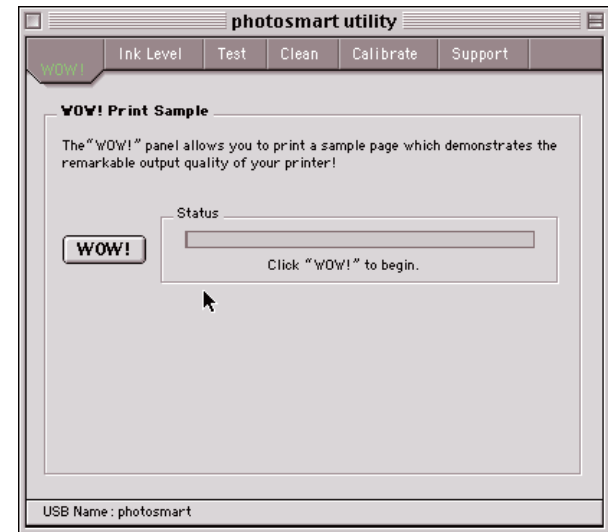 photosmart utility
WOW! Ink Level Test Clean Calibrate Support
WOW! Print Sample
The "WOW!" panel allows you to print a sample page which demonstrates the
remarkable output quality of your printer!
Status
WOW!
Click "WOW!" to begin.
USB Name: photosmart